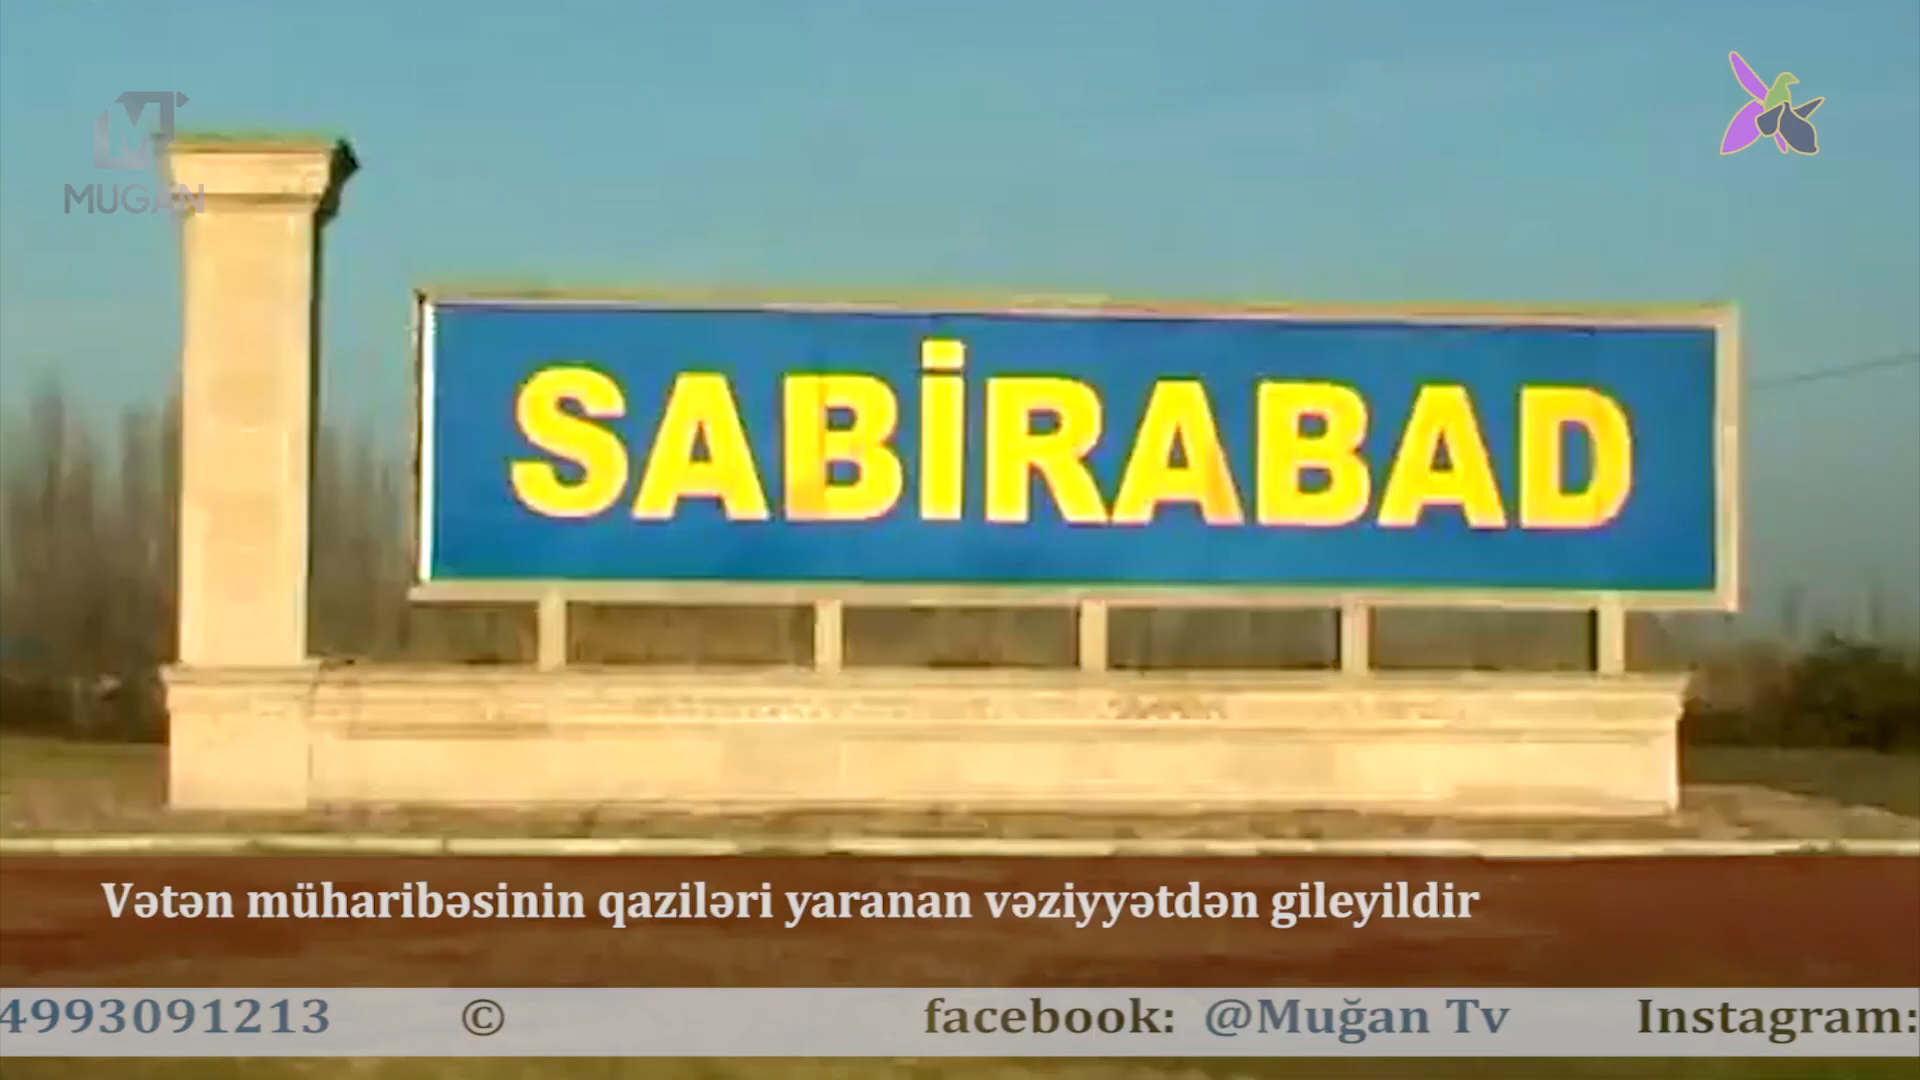 MUGAN
SABİRABAD
Vətən müharibəsinin qaziləri yaranan vəziyyətdən gileyildir
4993091213 © facebook: @Muğan Tv Instagram: